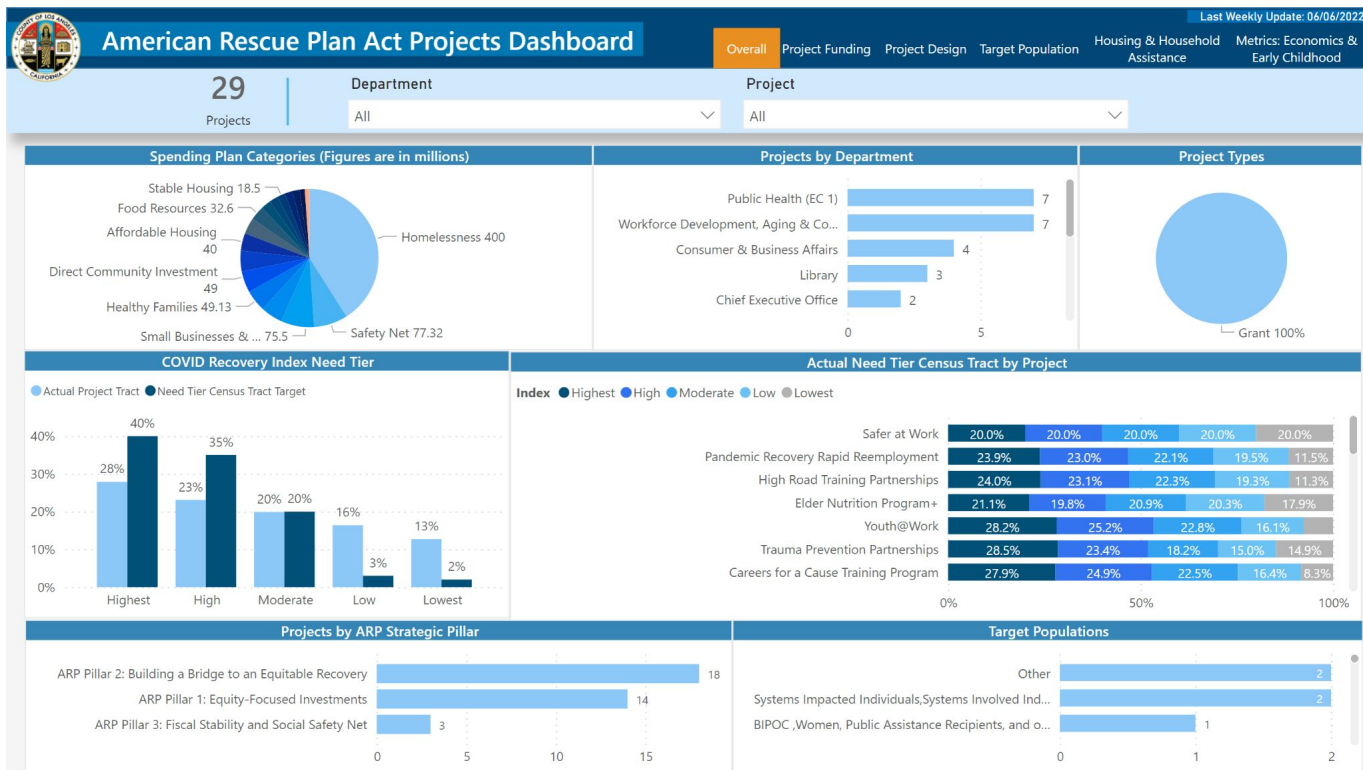 Last Weekly Update: 06/06/2022
COUNTY OF LOS ANGELES
CALIFORNIA
American Rescue Plan Act Projects Dashboard
Overall
Project Funding
Project Design
Target Population
Housing & Household
Assistance
Metrics: Economics &
Early Childhood
29
Projects
Department
All
Project
All
Spending Plan Categories (Figures are in millions)
Stable Housing 18.5
Food Resources 32.6
Affordable Housing
40
Direct Community Investment
49
Healthy Families 49.13
Small Businesses & ... 75.5
Safety Net 77.32
Homelessness 400
Projects by Department
Public Health (EC 1) 7
Workforce Development, Aging & Co... 7
Consumer & Business Affairs 4
Library 3
Chief Executive Office 2
0 5
Project Types
Grant 100%
COVID Recovery Index Need Tier
Actual Project Tract Need Tier Census Tract Target
40%
30%
20%
10%
0%
28% 40%
23% 35%
20% 20%
16% 3%
13% 2%
Highest High Moderate Low Lowest
Actual Need Tier Census Tract by Project
Index Highest High Moderate Low Lowest
Safer at Work 20.0% 20.0% 20.0% 20.0% 20.0%
Pandemic Recovery Rapid Reemployment 23.9% 23.0% 22.1% 19.5% 11.5%
High Road Training Partnerships 24.0% 23.1% 22.3% 19.3% 11.3%
Elder Nutrition Program+ 21.1% 19.8% 20.9% 20.3% 17.9%
Youth@Work 28.2% 25.2% 22.8% 16.1%
Trauma Prevention Partnerships 28.5% 23.4% 18.2% 15.0% 14.9%
Careers for a Cause Training Program 27.9% 24.9% 22.5% 16.4% 8.3%
0% 50% 100%
Projects by ARP Strategic Pillar
ARP Pillar 2: Building a Bridge to an Equitable Recovery 18
ARP Pillar 1: Equity-Focused Investments 14
ARP Pillar 3: Fiscal Stability and Social Safety Net 3
0 5 10 15
Target Populations
Other 2
Systems Impacted Individuals,Systems Involved Ind... 2
BIPOC ,Women, Public Assistance Recipients, and o... 1
0 1 2